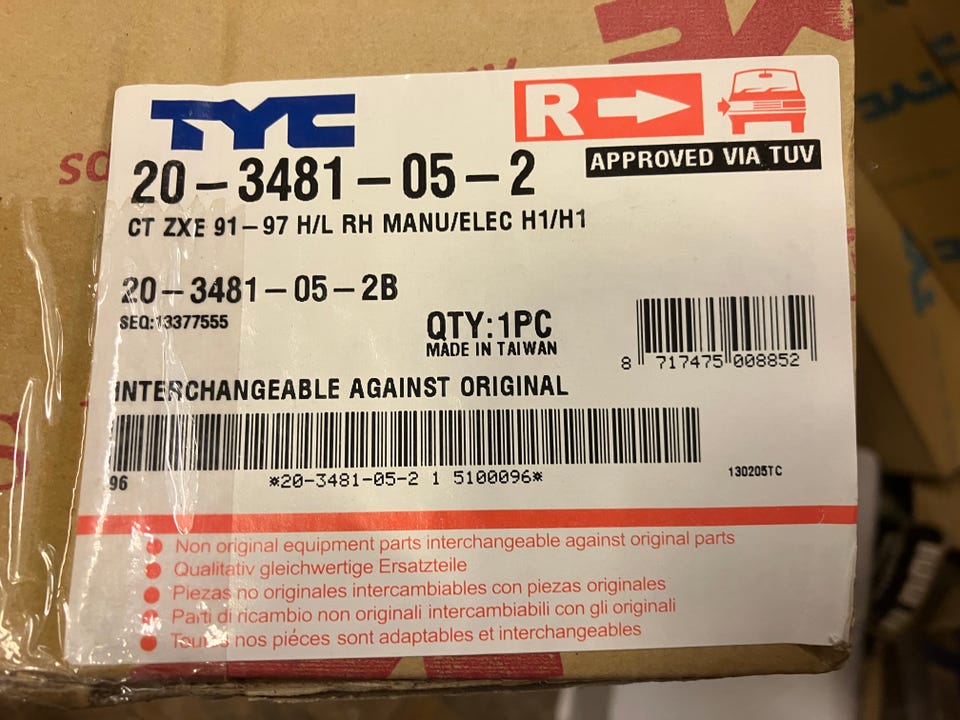 TYC
R
APPROVED VIA TUV
20-3481-05-2
CT ZXE 91-97 H/L RH MANU/ELEC H1/H1
20-3481-05-2B
SEQ:13377555
QTY:1PC
MADE IN TAIWAN
8 717475 008852
INTERCHANGEABLE AGAINST ORIGINAL
96
*20-3481-05-2 1 5100096*
130205TC
Non original equipment parts interchangeable against original parts
Qualitativ gleichwertige Ersatzteile
Piezas no originales intercambiables con piezas originales
Parti di ricambio non originali intercambiabili con gli originali
Toutes nos piéces sont adaptables et interchangeables